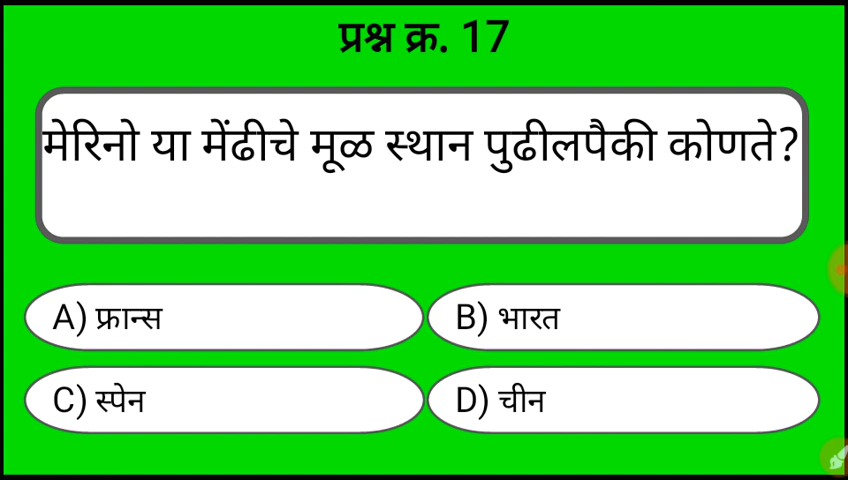 प्रश्न क्र. 17
मेरिनो या मेंढीचे मूळ स्थान पुढीलपैकी कोणते?
A) फ्रान्स
B) भारत
C) स्पेन
D) चीन